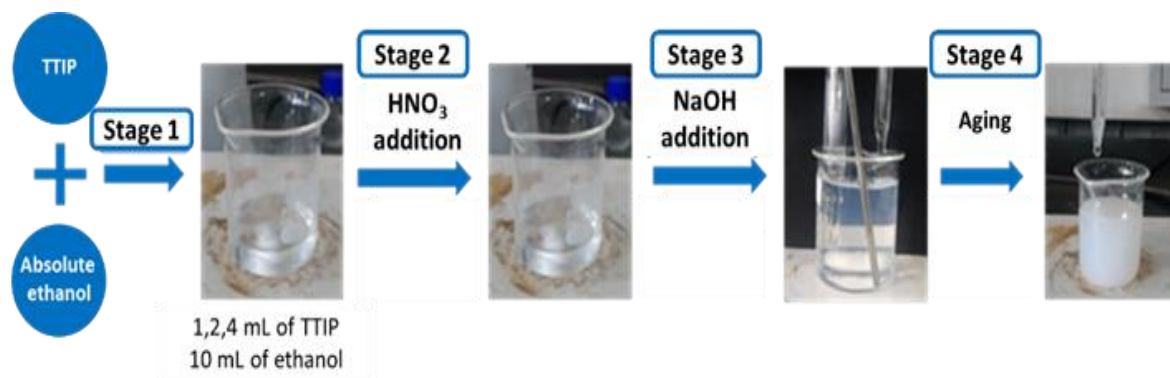 TTIP
Absolute
ethanol
Stage 1
1,2,4 mL of TTIP
10 mL of ethanol
Stage 2
HNO₃
addition
Stage 3
NaOH
addition
Stage 4
Aging